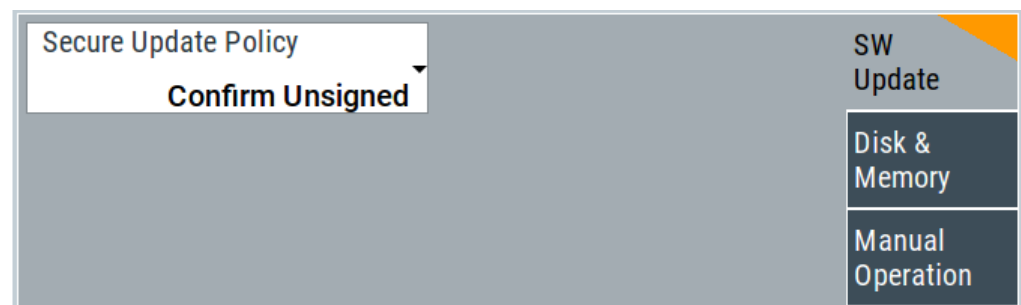 Secure Update Policy
Confirm Unsigned
SW
Update
Disk &
Memory
Manual
Operation